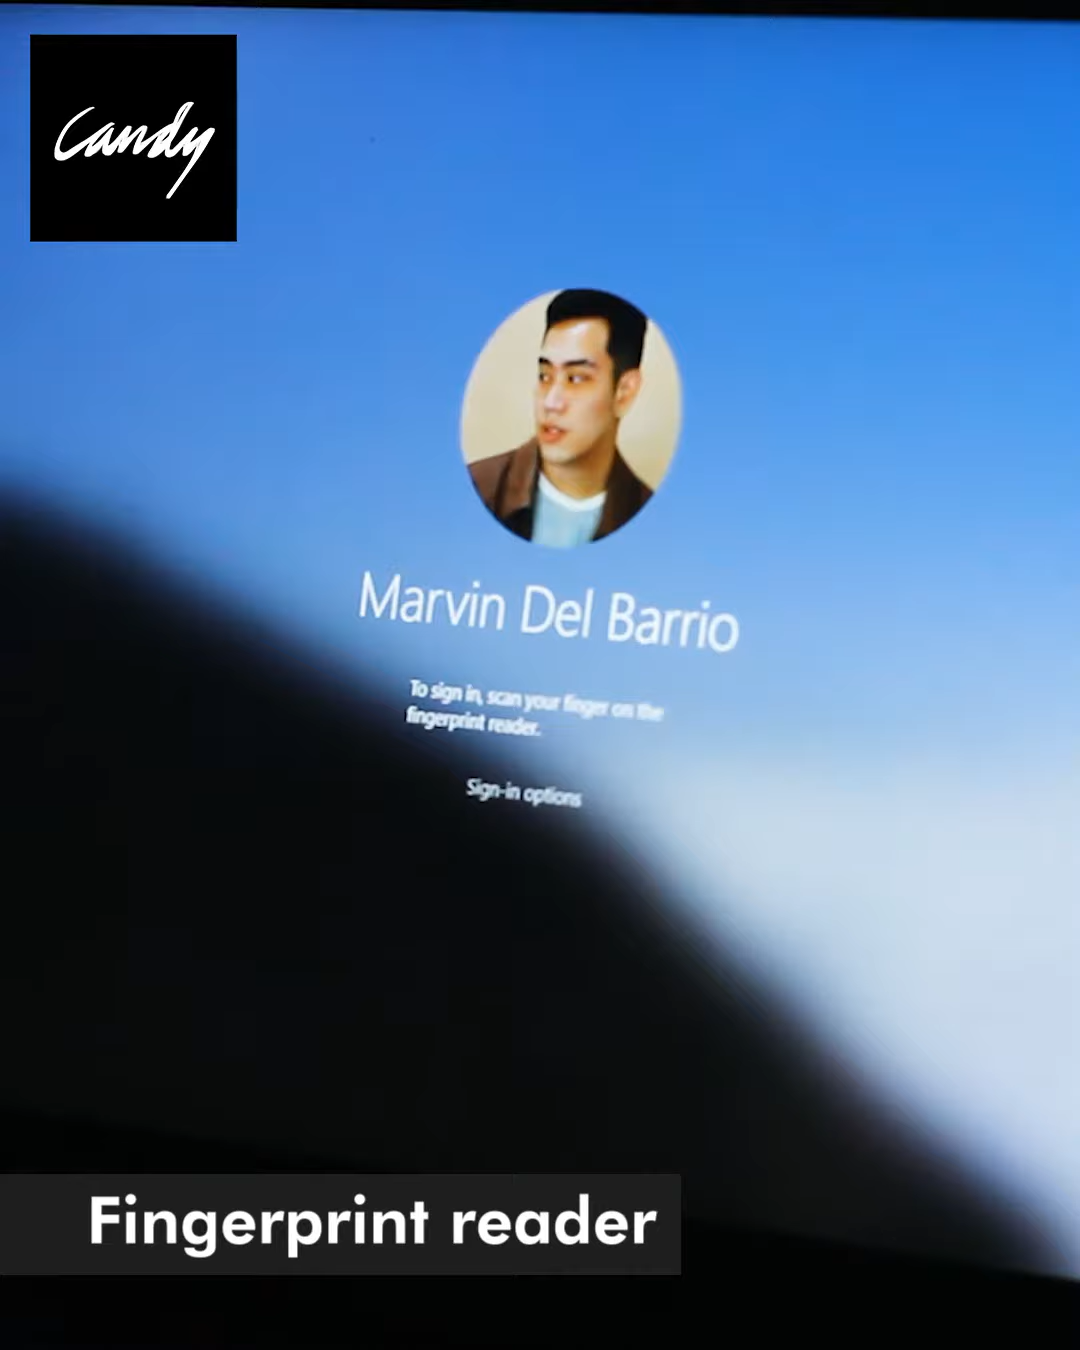 Candy
Marvin Del Barrio
To sign in, scan your finger on the
fingerprint reader.
Sign-in options
Fingerprint reader